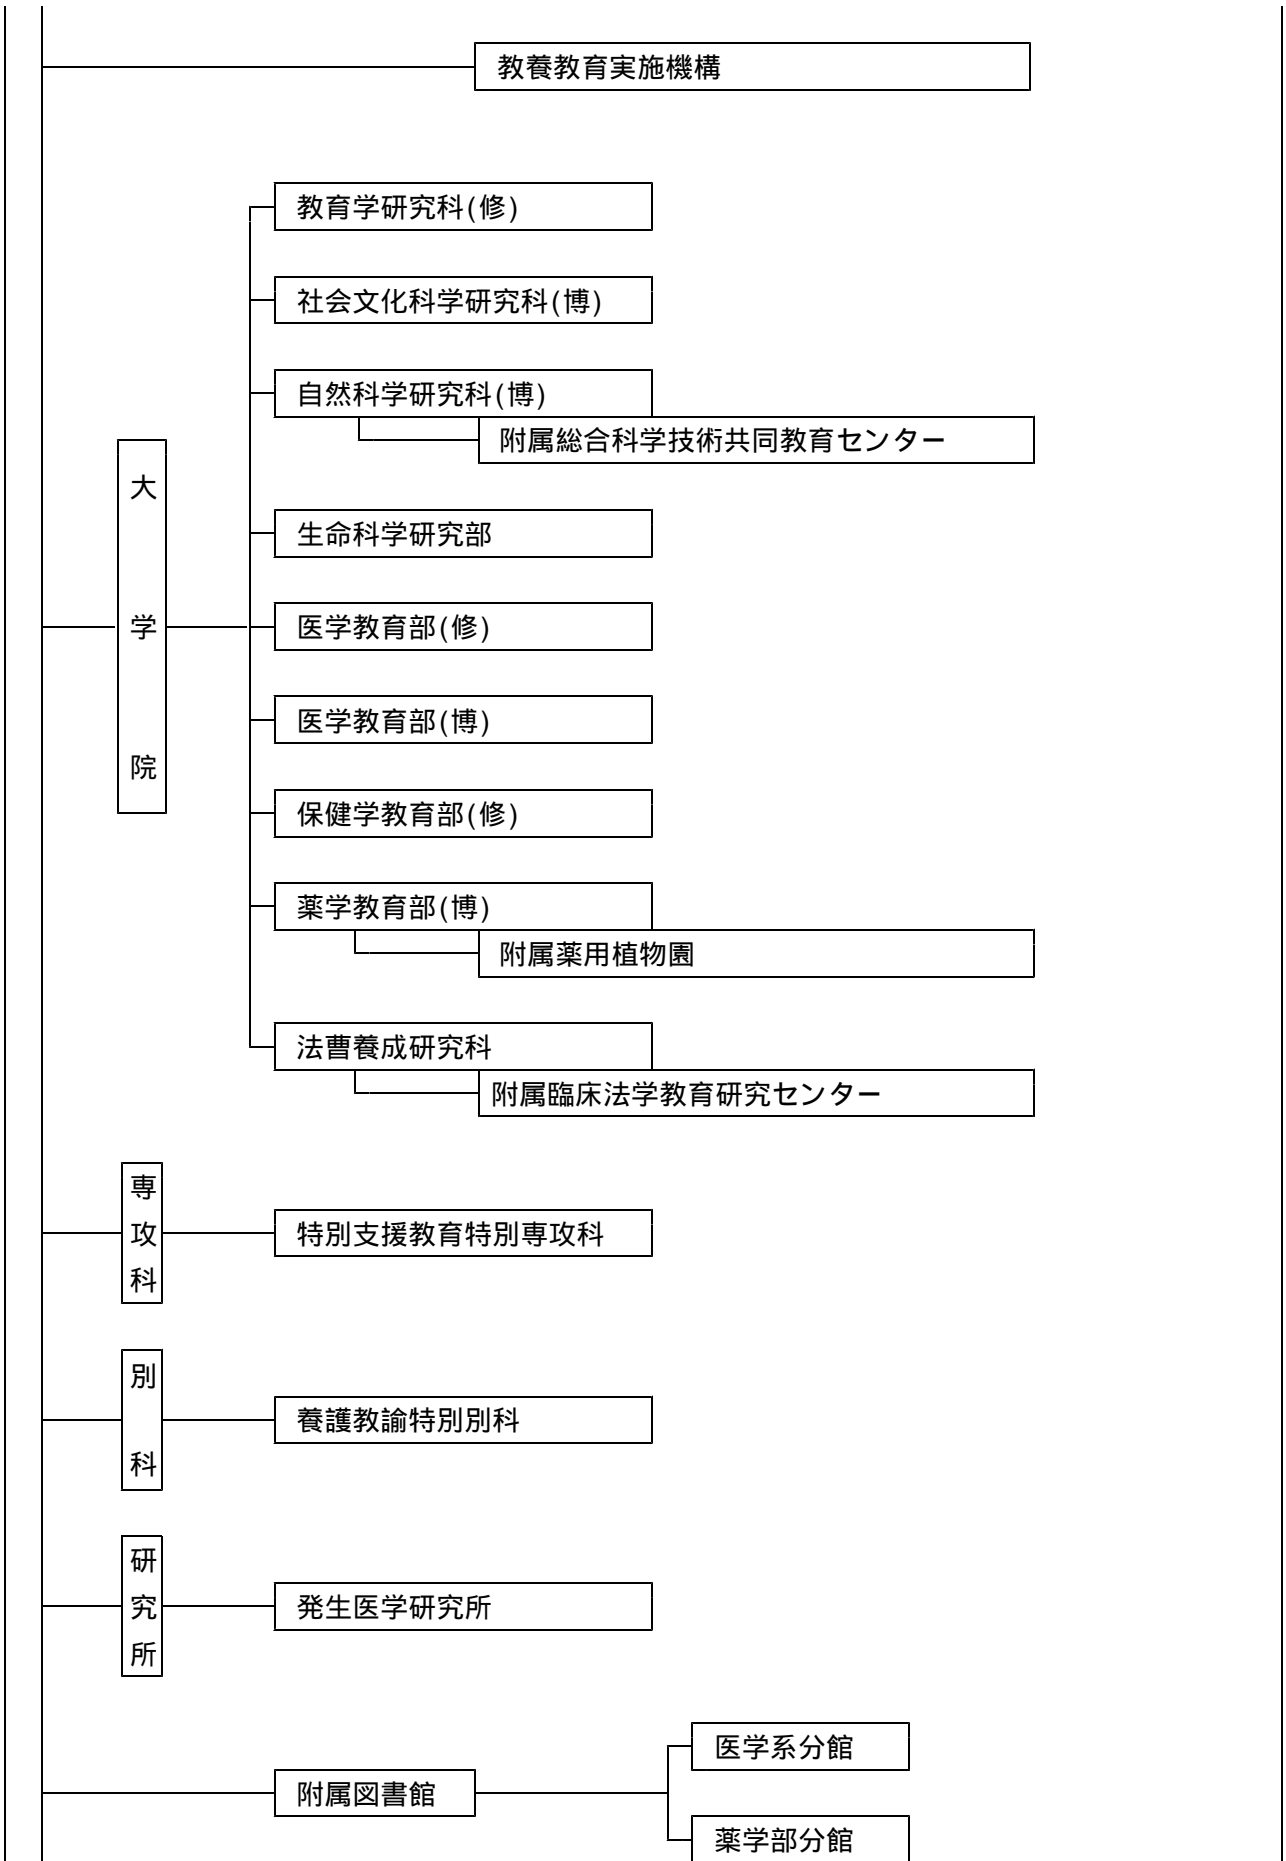 教養教育実施機構
教育学研究科(修)
社会文化科学研究科(博)
自然科学研究科(博)
附属総合科学技術共同教育センター
生命科学研究部
大学院
医学教育部(修)
医学教育部(博)
保健学教育部(修)
薬学教育部(博)
附属薬用植物園
法曹養成研究科
附属臨床法学教育研究センター
専攻科
特別支援教育特別専攻科
別科
養護教諭特別別科
研究所
発生医学研究所
医学系分館
附属図書館
薬学部分館